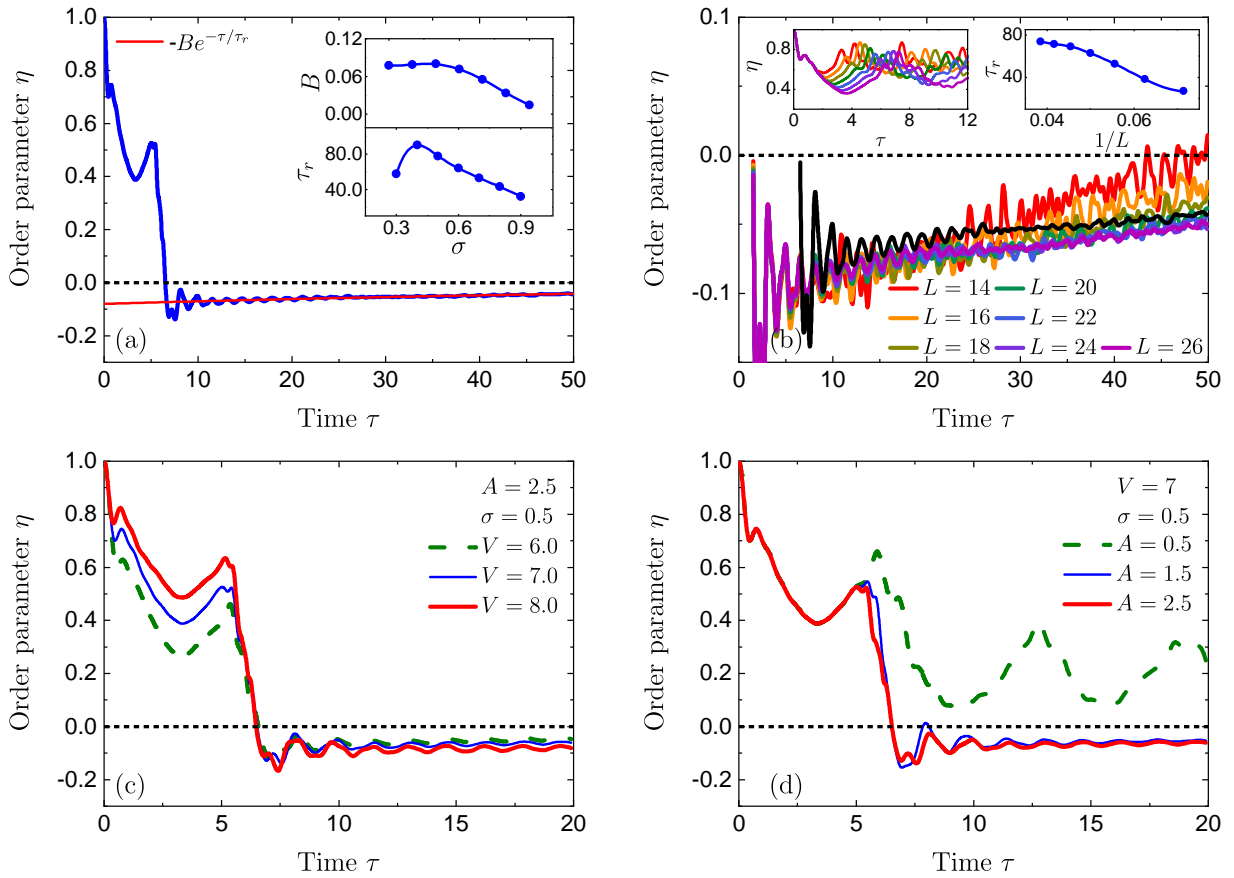 1.0
0.8
0.6
0.4
0.2
0.0
-0.2
Order parameter η
-Be^{-τ/τ_r}
0.12
0.06
0.00
B
80.0
40.0
τ_r
0.3 0.4 0.5 0.6 0.9
σ
(a)
0 10 20 30 40 50
Time τ
0.1
0.0
-0.1
Order parameter η
0.8
0.4
η
0 4 8 12
τ
80
40
τ_r
0.04 0.06
1/L
L = 14 L = 20
L = 16 L = 22
L = 18 L = 24 L = 26
(b)
0 5 10 15 20 25 30 40 50
Time τ
1.0
0.8
0.6
0.4
0.2
0.0
-0.2
Order parameter η
A = 2.5
σ = 0.5
V = 6.0
V = 7.0
V = 8.0
(c)
0 5 10 15 20
Time τ
1.0
0.8
0.6
0.4
0.2
0.0
-0.2
Order parameter η
V = 7
σ = 0.5
A = 0.5
A = 1.5
A = 2.5
(d)
0 5 10 15 20
Time τ